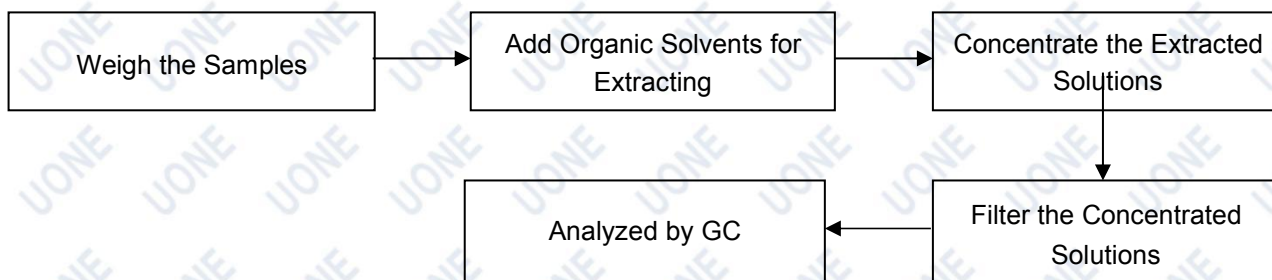 Weigh the Samples
Add Organic Solvents for
Extracting
Concentrate the Extracted
Solutions
Filter the Concentrated
Solutions
Analyzed by GC
UONE